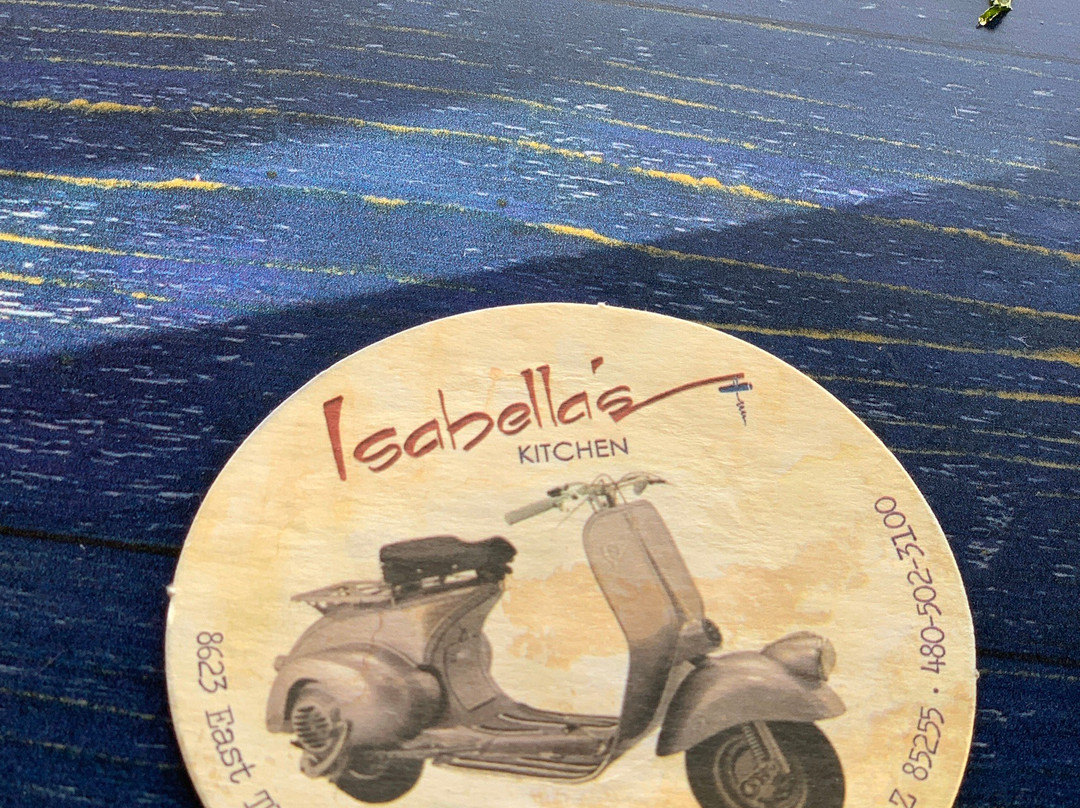 Isabella's
KITCHEN
8623 East T
Z 85255 · 480-502-3100